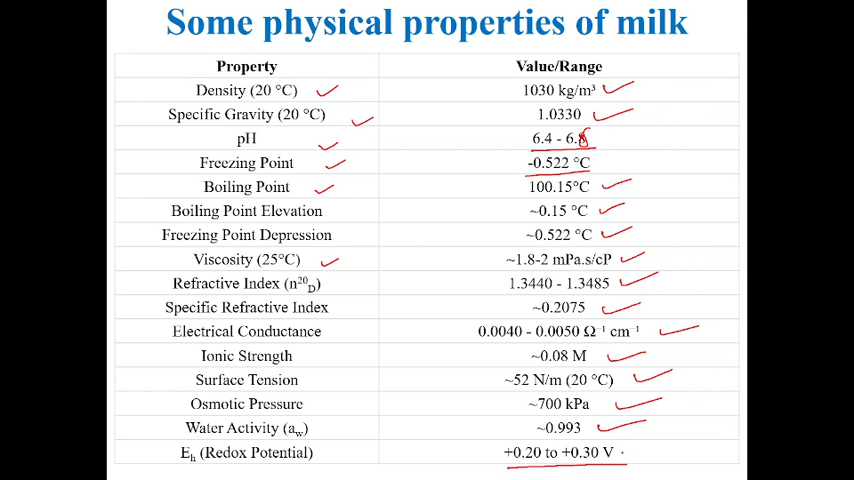 Some physical properties of milk
Property Value/Range
Density (20 °C) 1030 kg/m³
Specific Gravity (20 °C) 1.0330
pH 6.4 - 6.
Freezing Point -0.522 °C
Boiling Point 100.15°C
Boiling Point Elevation ~0.15 °C
Freezing Point Depression ~0.522 °C
Viscosity (25°C) ~1.8-2 mPa.s/cP
Refractive Index (n²⁰D) 1.3440 - 1.3485
Specific Refractive Index ~0.2075
Electrical Conductance 0.0040 - 0.0050 Ω⁻¹ cm⁻¹
Ionic Strength ~0.08 M
Surface Tension ~52 N/m (20 °C)
Osmotic Pressure ~700 kPa
Water Activity (aw) ~0.993
Eh (Redox Potential) +0.20 to +0.30 V